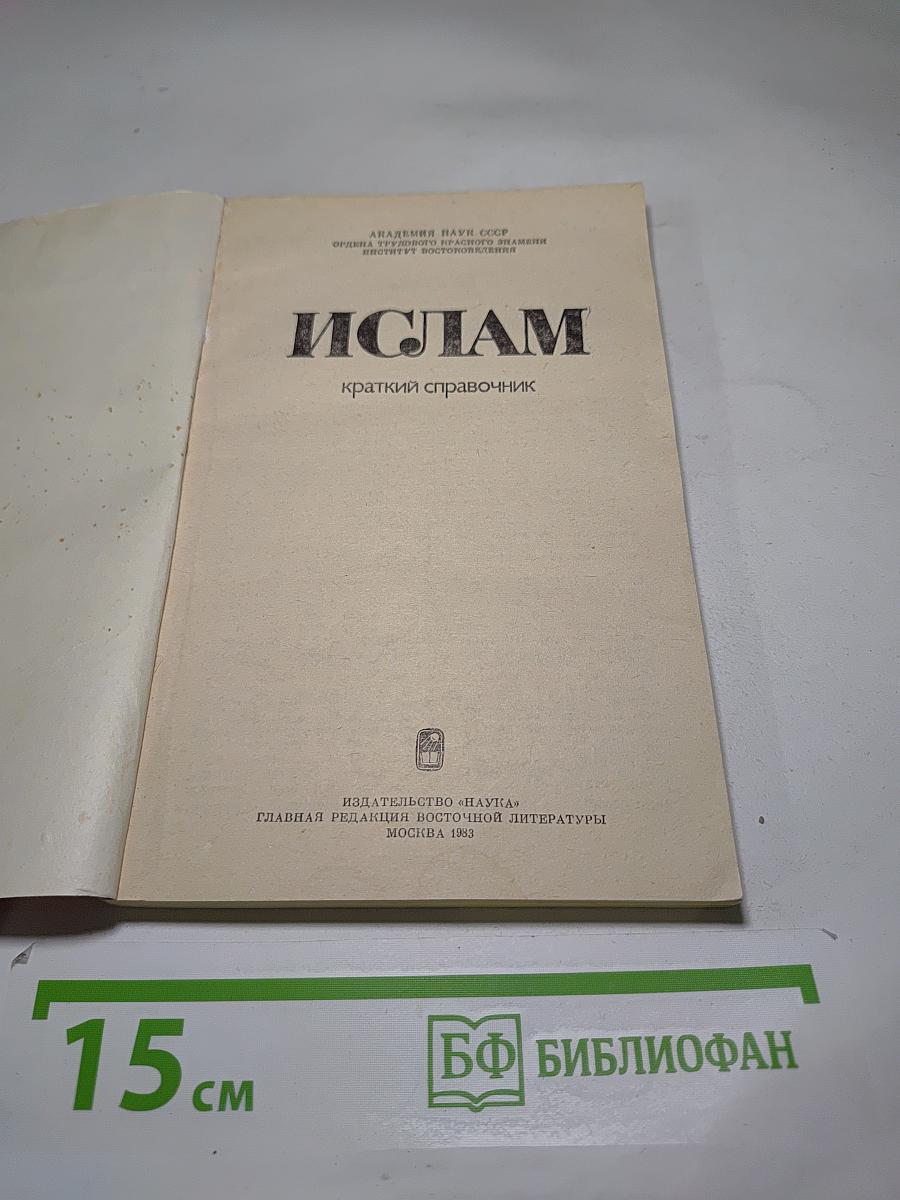 АКАДЕМИЯ НАУК СССР
ОРДЕНА ТРУДОВОГО КРАСНОГО ЗНАМЕНИ
ИНСТИТУТ ВОСТОКОВЕДЕНИЯ
ИСЛАМ
краткий справочник
ИЗДАТЕЛЬСТВО «НАУКА»
ГЛАВНАЯ РЕДАКЦИЯ ВОСТОЧНОЙ ЛИТЕРАТУРЫ
МОСКВА 1983
15 см
БФ БИБЛИОФАН